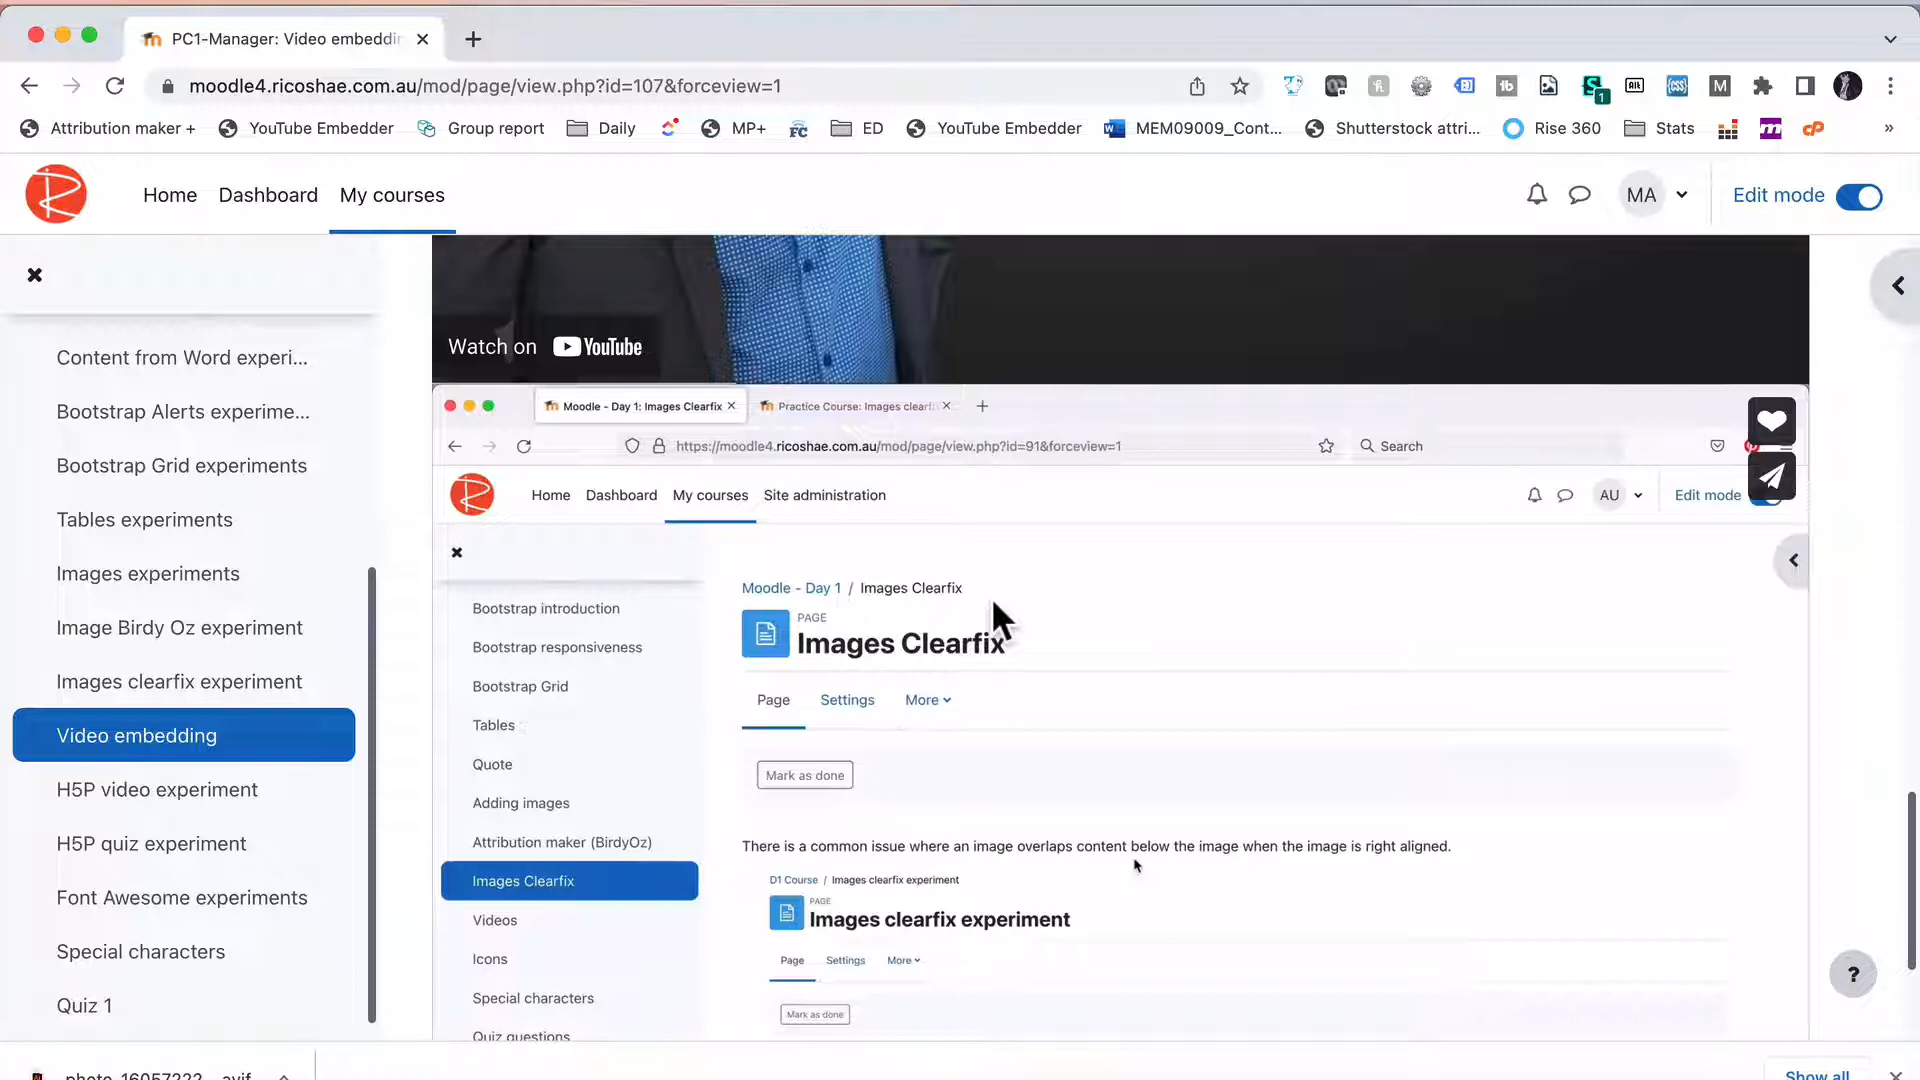 PC1-Manager: Video embeddin
moodle4.ricoshae.com.au/mod/page/view.php?id=107&forceview=1
Attribution maker + YouTube Embedder Group report Daily MP+ FC ED YouTube Embedder MEM09009_Cont... Shutterstock attri... Rise 360 Stats
Home Dashboard My courses MA Edit mode
Content from Word experi...
Bootstrap Alerts experime...
Bootstrap Grid experiments
Tables experiments
Images experiments
Image Birdy Oz experiment
Images clearfix experiment
Video embedding
H5P video experiment
H5P quiz experiment
Font Awesome experiments
Special characters
Quiz 1
Watch on YouTube
Moodle - Day 1: Images Clearfix Practice Course: Images clearfi
https://moodle4.ricoshae.com.au/mod/page/view.php?id=91&forceview=1 Search
Home Dashboard My courses Site administration AU Edit mode
Bootstrap introduction
Bootstrap responsiveness
Bootstrap Grid
Tables
Quote
Adding images
Attribution maker (BirdyOz)
Images Clearfix
Videos
Icons
Special characters
Quiz questions
Moodle - Day 1 / Images Clearfix
PAGE
Images Clearfix
Page Settings More
Mark as done
There is a common issue where an image overlaps content below the image when the image is right aligned.
D1 Course / Images clearfix experiment
PAGE
Images clearfix experiment
Page Settings More
Mark as done
?
photo-16057222....avif
Show all